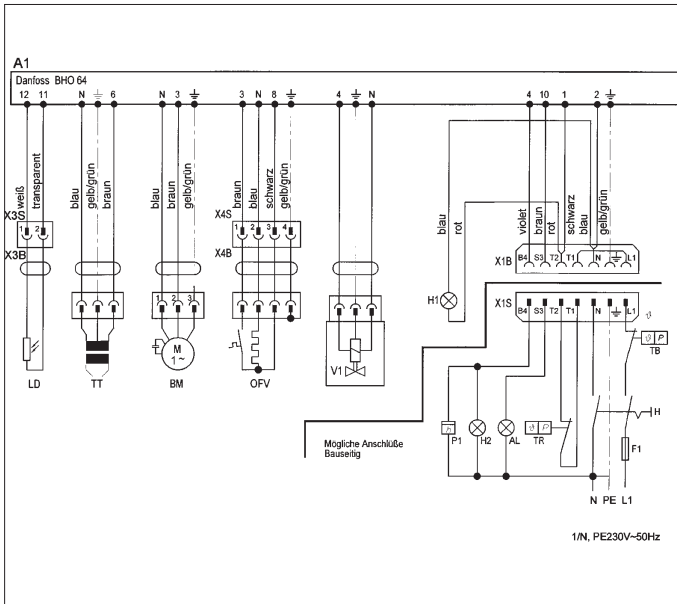 A1
Danfoss BHO 64
12 11 N 6 N 3 3 N 8 4 N 4 10 1 2
weiß
transparent
blau
gelb/grün
braun
blau
braun
gelb/grün
braun
blau
schwarz
gelb/grün
blau
rot
violet
braun
rot
schwarz
blau
gelb/grün
X3S
1 2
X3B
X4S
1 2 3 4
X4B
X1B
B4 S3 T2 T1 N L1
H1
X1S
B4 S3 T2 T1 N L1
1 2 3
M
1~
V1
ϑ
ϑ P
TB
LD
TT
BM
OFV
Mögliche Anschlüße
Bauseitig
h
P1
H2
AL
ϑ P
TR
H
F1
N PE L1
1/N, PE230V~50Hz